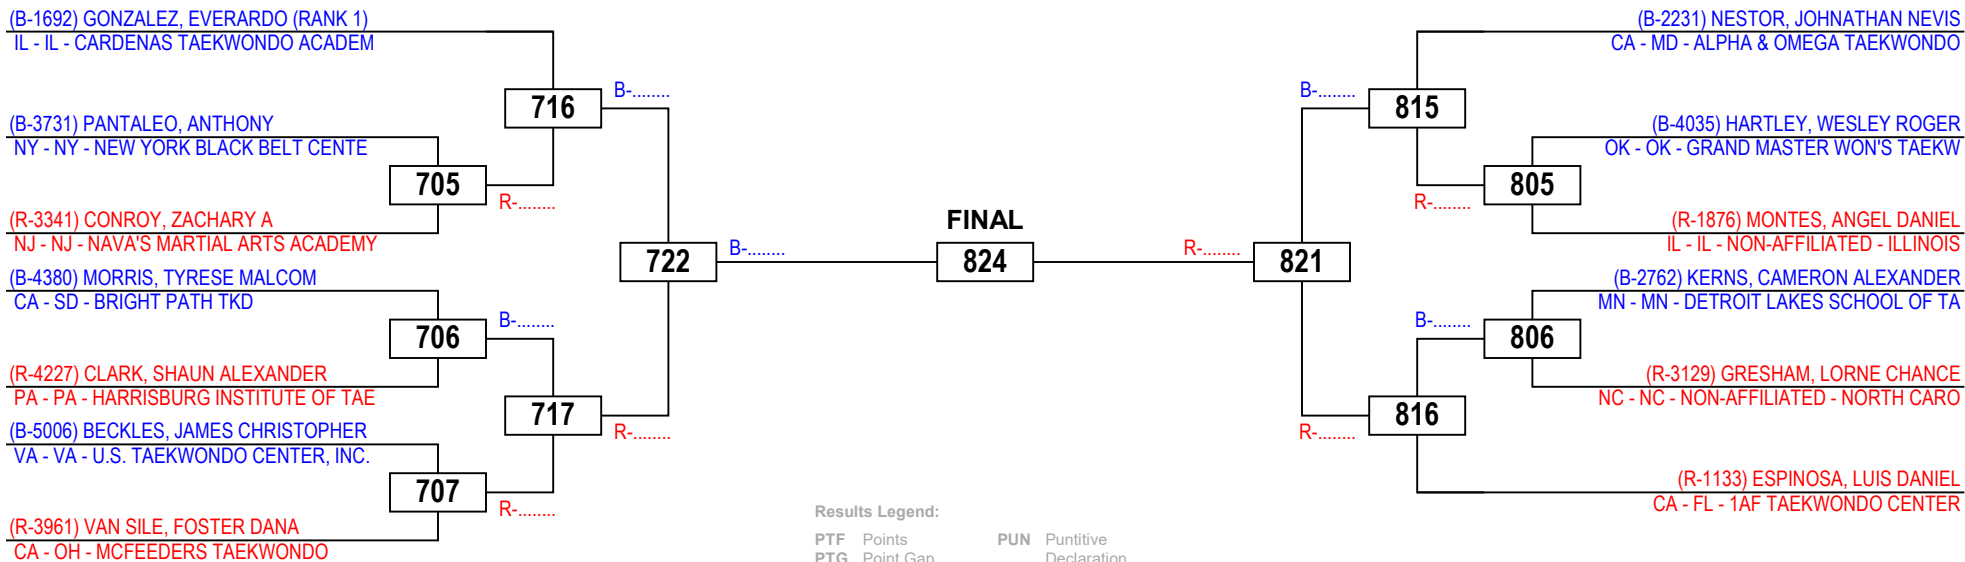 (B-1692) GONZALEZ, EVERARDO (RANK 1)
IL - IL - CARDENAS TAEKWONDO ACADEM
716
B-........
(B-3731) PANTALEO, ANTHONY
NY - NY - NEW YORK BLACK BELT CENTE
705
R-........
(R-3341) CONROY, ZACHARY A
NJ - NJ - NAVA'S MARTIAL ARTS ACADEMY
722
B-........
(B-4380) MORRIS, TYRESE MALCOM
CA - SD - BRIGHT PATH TKD
706
B-........
(R-4227) CLARK, SHAUN ALEXANDER
PA - PA - HARRISBURG INSTITUTE OF TAE
717
R-........
(B-5006) BECKLES, JAMES CHRISTOPHER
VA - VA - U.S. TAEKWONDO CENTER, INC.
707
R-........
(R-3961) VAN SILE, FOSTER DANA
CA - OH - MCFEEDERS TAEKWONDO
FINAL
824
(B-2231) NESTOR, JOHNATHAN NEVIS
CA - MD - ALPHA & OMEGA TAEKWONDO
B-........
815
(B-4035) HARTLEY, WESLEY ROGER
OK - OK - GRAND MASTER WON'S TAEKW
805
R-........
(R-1876) MONTES, ANGEL DANIEL
IL - IL - NON-AFFILIATED - ILLINOIS
R-........
821
(B-2762) KERNS, CAMERON ALEXANDER
MN - MN - DETROIT LAKES SCHOOL OF TA
B-........
806
(R-3129) GRESHAM, LORNE CHANCE
NC - NC - NON-AFFILIATED - NORTH CARO
R-........
816
(R-1133) ESPINOSA, LUIS DANIEL
CA - FL - 1AF TAEKWONDO CENTER
Results Legend:
PTF Points
PTG Point Gap
PUN Puntitive
Declaration